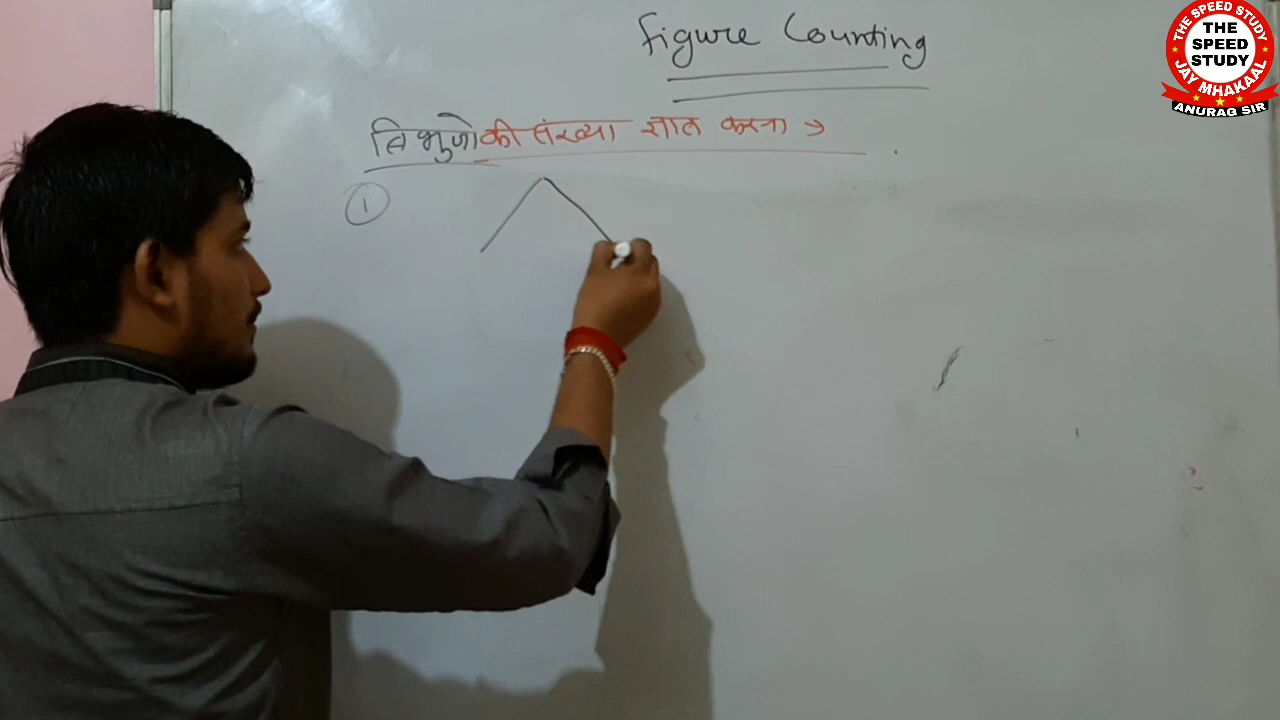 Figure Counting
त्रिभुजो की संख्या ज्ञात करना →
1
THE SPEED STUDY
THE
SPEED
STUDY
JAY MHAKAAL
ANURAG SIR